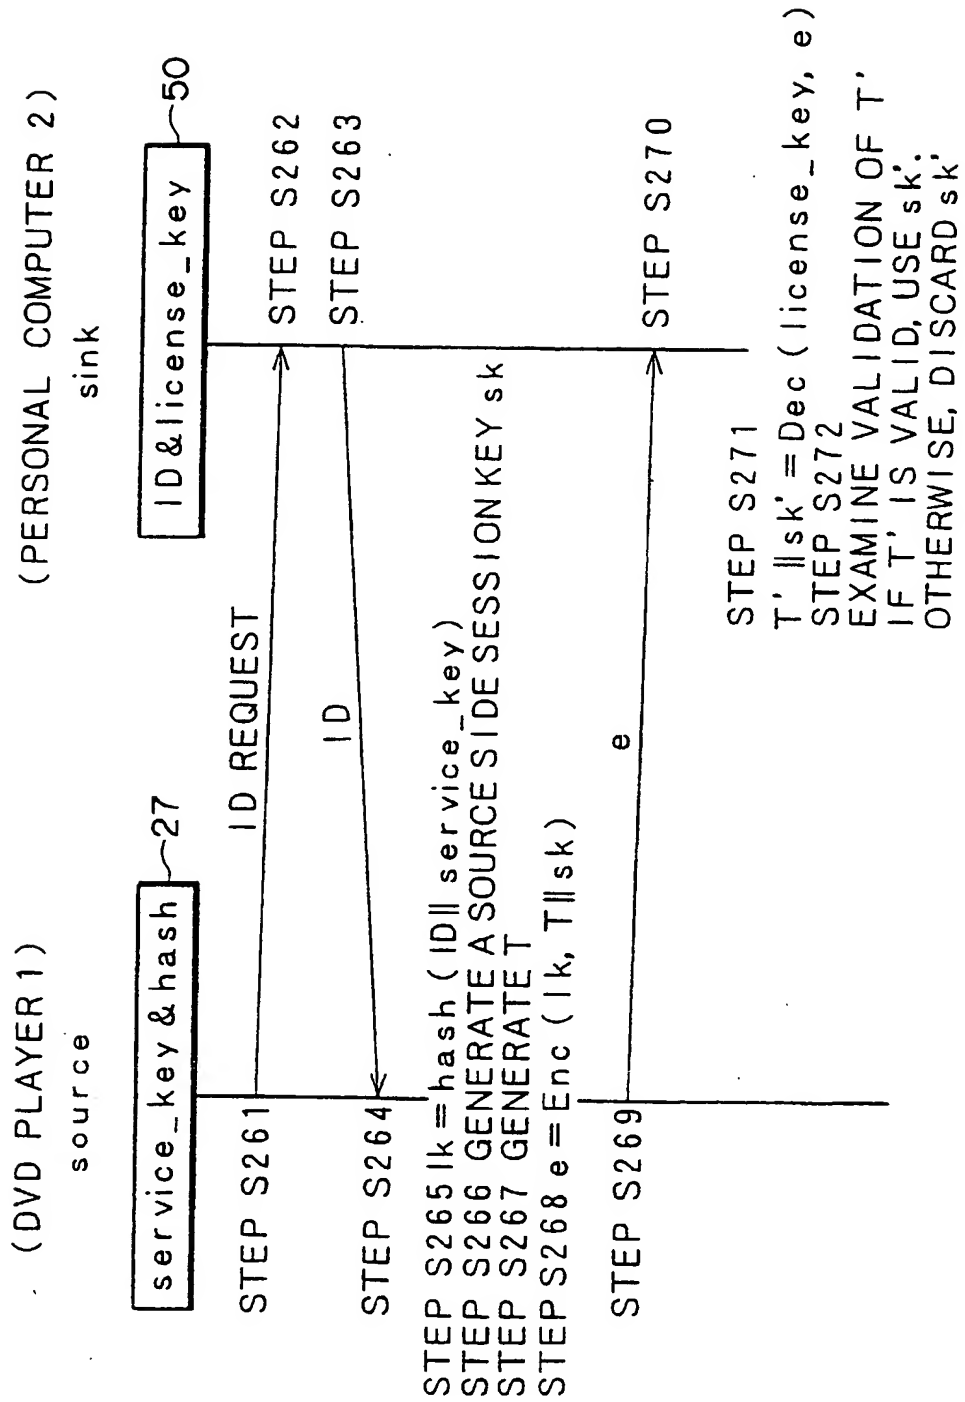 (DVD PLAYER 1)
source
(PERSONAL COMPUTER 2)
sink
service_key & hash
27
ID & license_key
50
STEP S261
ID REQUEST
STEP S262
ID
STEP S263
STEP S264
STEP S265 lk = hash ( ID || service_key)
STEP S266 GENERATE A SOURCE SIDE SESSION KEY sk
STEP S267 GENERATE T
STEP S268 e = Enc ( lk, T || sk)
STEP S269
e
STEP S270
STEP S271
T' || sk' = Dec ( license_key, e )
STEP S272
EXAMINE VALIDATION OF T'
IF T' IS VALID, USE sk'.
OTHERWISE, DISCARD sk'